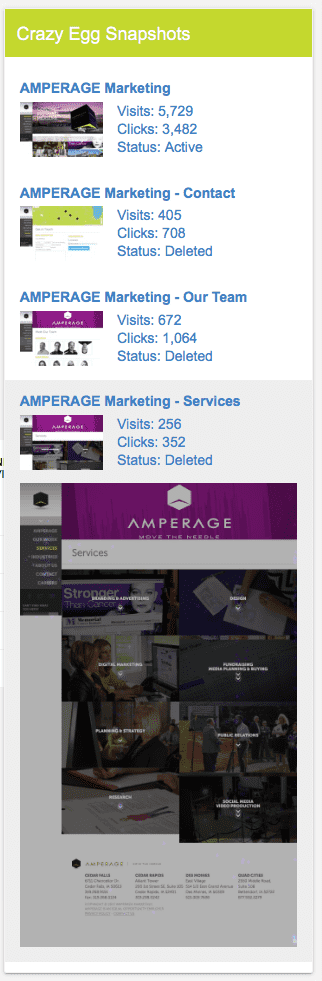 Crazy Egg Snapshots
AMPERAGE Marketing
Visits: 5,729
Clicks: 3,482
Status: Active
AMPERAGE Marketing - Contact
Visits: 405
Clicks: 708
Status: Deleted
AMPERAGE Marketing - Our Team
Visits: 672
Clicks: 1,064
Status: Deleted
AMPERAGE Marketing - Services
Visits: 256
Clicks: 352
Status: Deleted
AMPERAGE
MOVE THE NEEDLE
AMPERAGE
OUR WORK
SERVICES
INDUSTRIES
ABOUT US
CONTACT
CAREERS
Services
Stronger
Than Cancer
BRANDING & ADVERTISING
DESIGN
DIGITAL MARKETING
FUNDRAISING
MEDIA PLANNING & BUYING
PLANNING & STRATEGY
PUBLIC RELATIONS
RESEARCH
SOCIAL MEDIA
VIDEO PRODUCTION
AMPERAGE
CEDAR FALLS
CEDAR RAPIDS
DES MOINES
QUAD CITIES